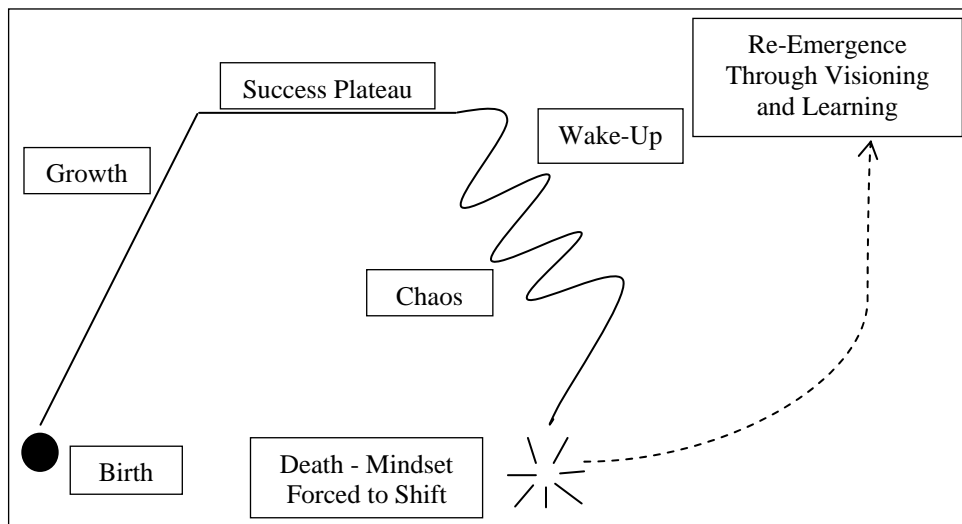 Re-Emergence
Through Visioning
and Learning
Success Plateau
Wake-Up
Growth
Chaos
Birth
Death - Mindset
Forced to Shift